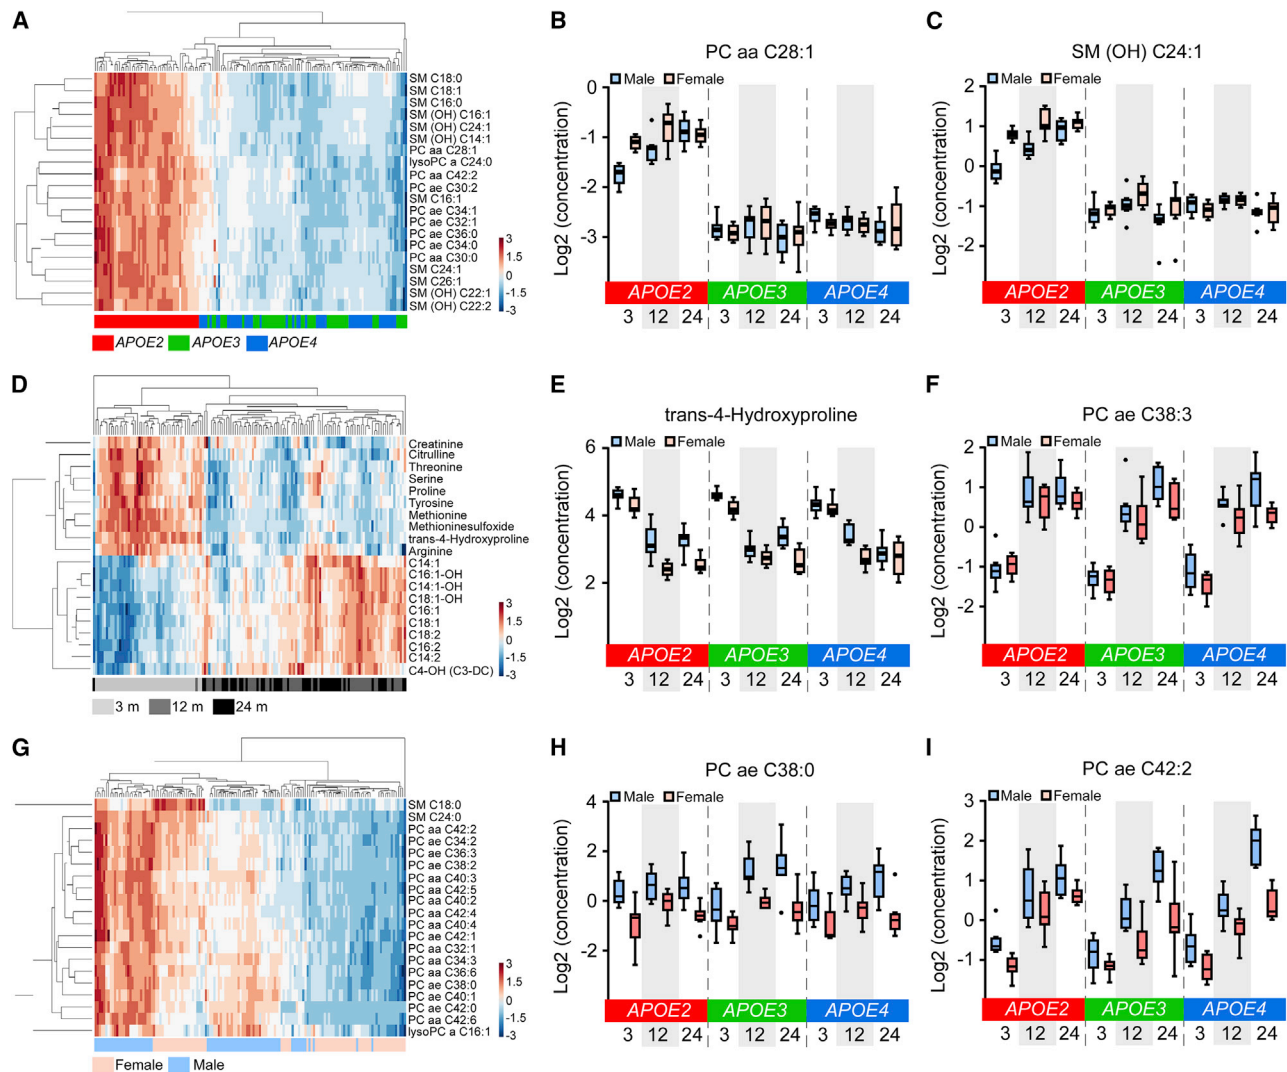 A
SM C18:0
SM C18:1
SM C16:0
SM (OH) C16:1
SM (OH) C24:1
SM (OH) C14:1
PC aa C28:1
lysoPC a C24:0
PC aa C42:2
PC ae C30:2
SM C16:1
PC ae C34:1
PC ae C32:1
PC ae C36:0
PC ae C34:0
PC aa C30:0
SM C24:1
SM C26:1
SM (OH) C22:1
SM (OH) C22:2
3
1.5
0
-1.5
-3
APOE2 APOE3 APOE4
B
PC aa C28:1
Male Female
Log2 (concentration)
0
-1
-2
-3
APOE2 APOE3 APOE4
3 12 24 3 12 24 3 12 24
C
SM (OH) C24:1
Male Female
Log2 (concentration)
2
1
0
-1
-2
APOE2 APOE3 APOE4
3 12 24 3 12 24 3 12 24
D
Creatinine
Citrulline
Threonine
Serine
Proline
Tyrosine
Methionine
Methioninesulfoxide
trans-4-Hydroxyproline
Arginine
C14:1
C16:1-OH
C14:1-OH
C18:1-OH
C16:1
C18:1
C18:2
C16:2
C14:2
C4-OH (C3-DC)
3
1.5
0
-1.5
-3
3 m 12 m 24 m
E
trans-4-Hydroxyproline
Male Female
Log2 (concentration)
6
4
2
APOE2 APOE3 APOE4
3 12 24 3 12 24 3 12 24
F
PC ae C38:3
Male Female
Log2 (concentration)
2
1
0
-1
-2
APOE2 APOE3 APOE4
3 12 24 3 12 24 3 12 24
G
SM C18:0
SM C24:0
PC aa C42:2
PC ae C34:2
PC ae C36:3
PC ae C38:2
PC aa C40:3
PC aa C42:5
PC ae C40:2
PC aa C42:4
PC aa C40:4
PC ae C42:1
PC aa C32:1
PC aa C34:3
PC aa C36:6
PC ae C38:0
PC ae C40:1
PC ae C42:0
PC aa C42:6
lysoPC a C16:1
3
1.5
0
-1.5
-3
Female Male
H
PC ae C38:0
Male Female
Log2 (concentration)
4
2
0
-2
APOE2 APOE3 APOE4
3 12 24 3 12 24 3 12 24
I
PC ae C42:2
Male Female
Log2 (concentration)
3
2
1
0
-1
APOE2 APOE3 APOE4
3 12 24 3 12 24 3 12 24